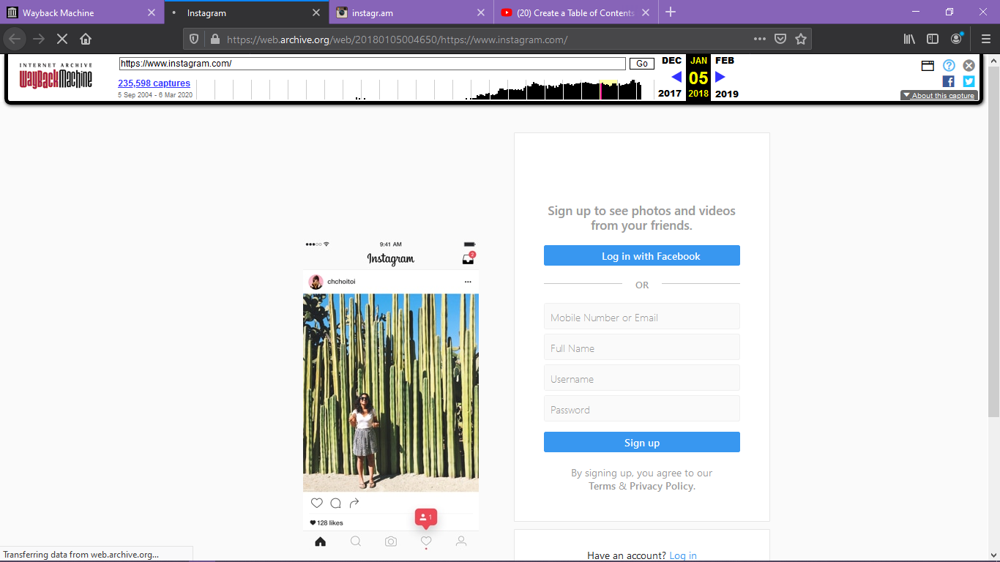 Wayback Machine
Instagram
instagr.am
(20) Create a Table of Contents
https://web.archive.org/web/20180105004650/https://www.instagram.com/
INTERNET ARCHIVE
WayBackMachine
https://www.instagram.com/
Go
DEC JAN FEB
235,598 captures
05
5 Sep 2004 - 6 Mar 2020
2017 2018 2019
About this capture
Sign up to see photos and videos
from your friends.
Log in with Facebook
OR
Mobile Number or Email
Full Name
Username
Password
Sign up
By signing up, you agree to our
Terms & Privacy Policy.
Have an account? Log in
9:41 AM
Instagram
2
chchoitoi
128 likes
1
Transferring data from web.archive.org...